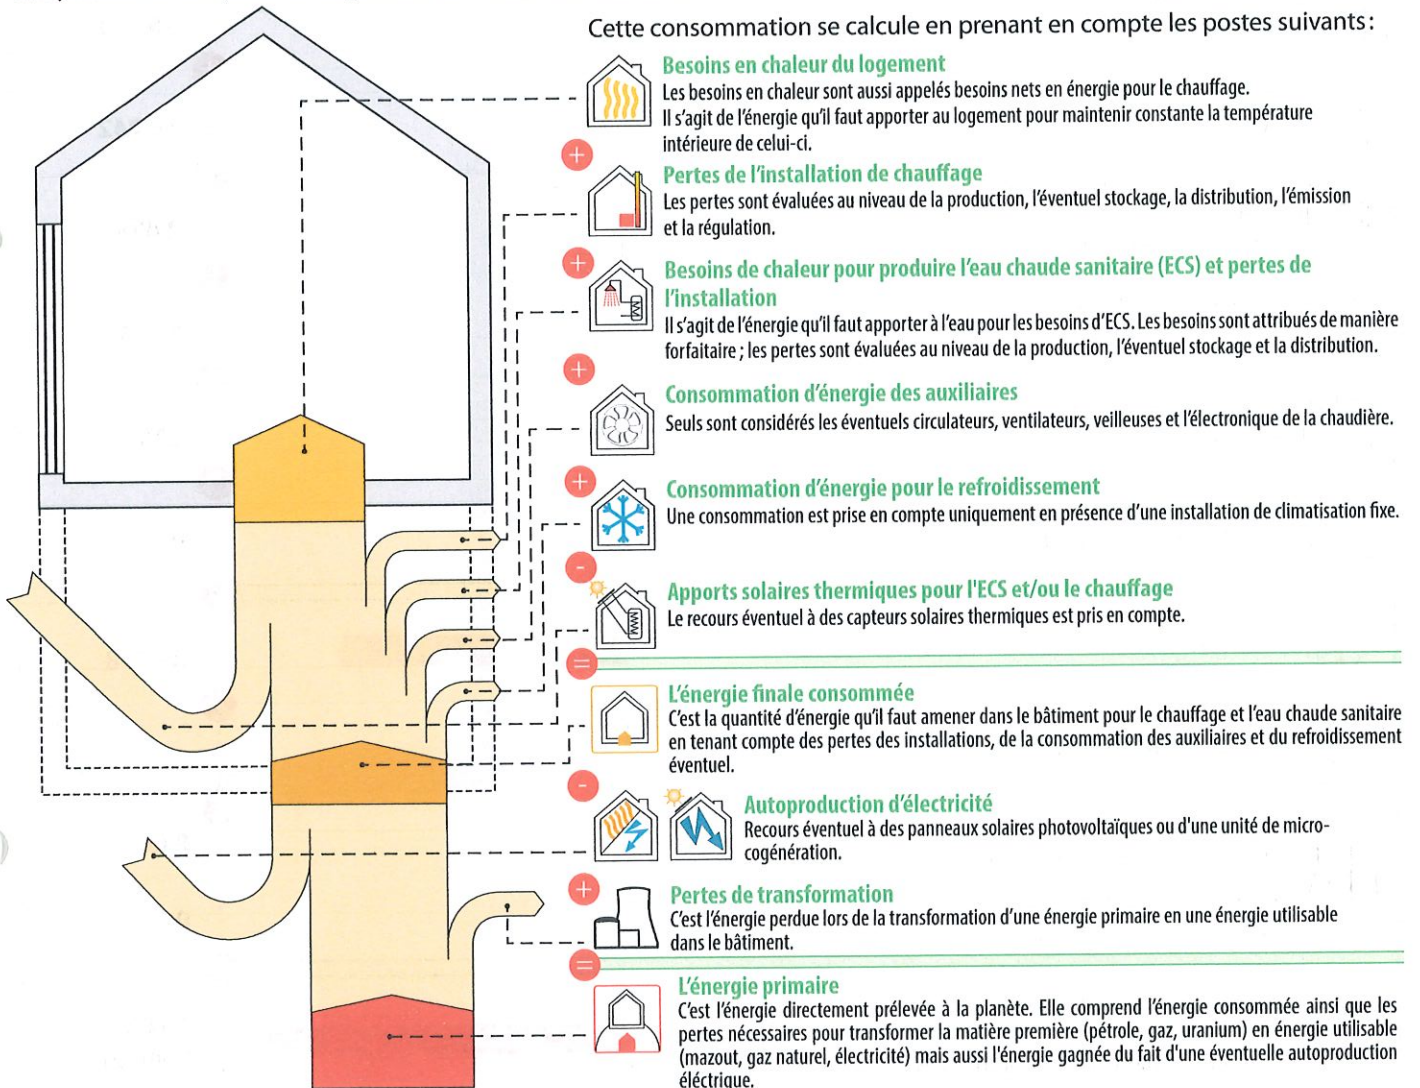 Cette consommation se calcule en prenant en compte les postes suivants :
Besoins en chaleur du logement
Les besoins en chaleur sont aussi appelés besoins nets en énergie pour le chauffage.
Il s'agit de l'énergie qu'il faut apporter au logement pour maintenir constante la température
intérieure de celui-ci.
+
Pertes de l'installation de chauffage
Les pertes sont évaluées au niveau de la production, l'éventuel stockage, la distribution, l'émission
et la régulation.
+
Besoins de chaleur pour produire l'eau chaude sanitaire (ECS) et pertes de
l'installation
Il s'agit de l'énergie qu'il faut apporter à l'eau pour les besoins d'ECS. Les besoins sont attribués de manière
forfaitaire ; les pertes sont évaluées au niveau de la production, l'éventuel stockage et la distribution.
+
Consommation d'énergie des auxiliaires
Seuls sont considérés les éventuels circulateurs, ventilateurs, veilleuses et l'électronique de la chaudière.
+
Consommation d'énergie pour le refroidissement
Une consommation est prise en compte uniquement en présence d'une installation de climatisation fixe.
-
Apports solaires thermiques pour l'ECS et/ou le chauffage
Le recours éventuel à des capteurs solaires thermiques est pris en compte.
=
L'énergie finale consommée
C'est la quantité d'énergie qu'il faut amener dans le bâtiment pour le chauffage et l'eau chaude sanitaire
en tenant compte des pertes des installations, de la consommation des auxiliaires et du refroidissement
éventuel.
-
Autoproduction d'électricité
Recours éventuel à des panneaux solaires photovoltaïques ou d'une unité de micro-
cogénération.
+
Pertes de transformation
C'est l'énergie perdue lors de la transformation d'une énergie primaire en une énergie utilisable
dans le bâtiment.
=
L'énergie primaire
C'est l'énergie directement prélevée à la planète. Elle comprend l'énergie consommée ainsi que les
pertes nécessaires pour transformer la matière première (pétrole, gaz, uranium) en énergie utilisable
(mazout, gaz naturel, électricité) mais aussi l'énergie gagnée du fait d'une éventuelle autoproduction
éléctrique.